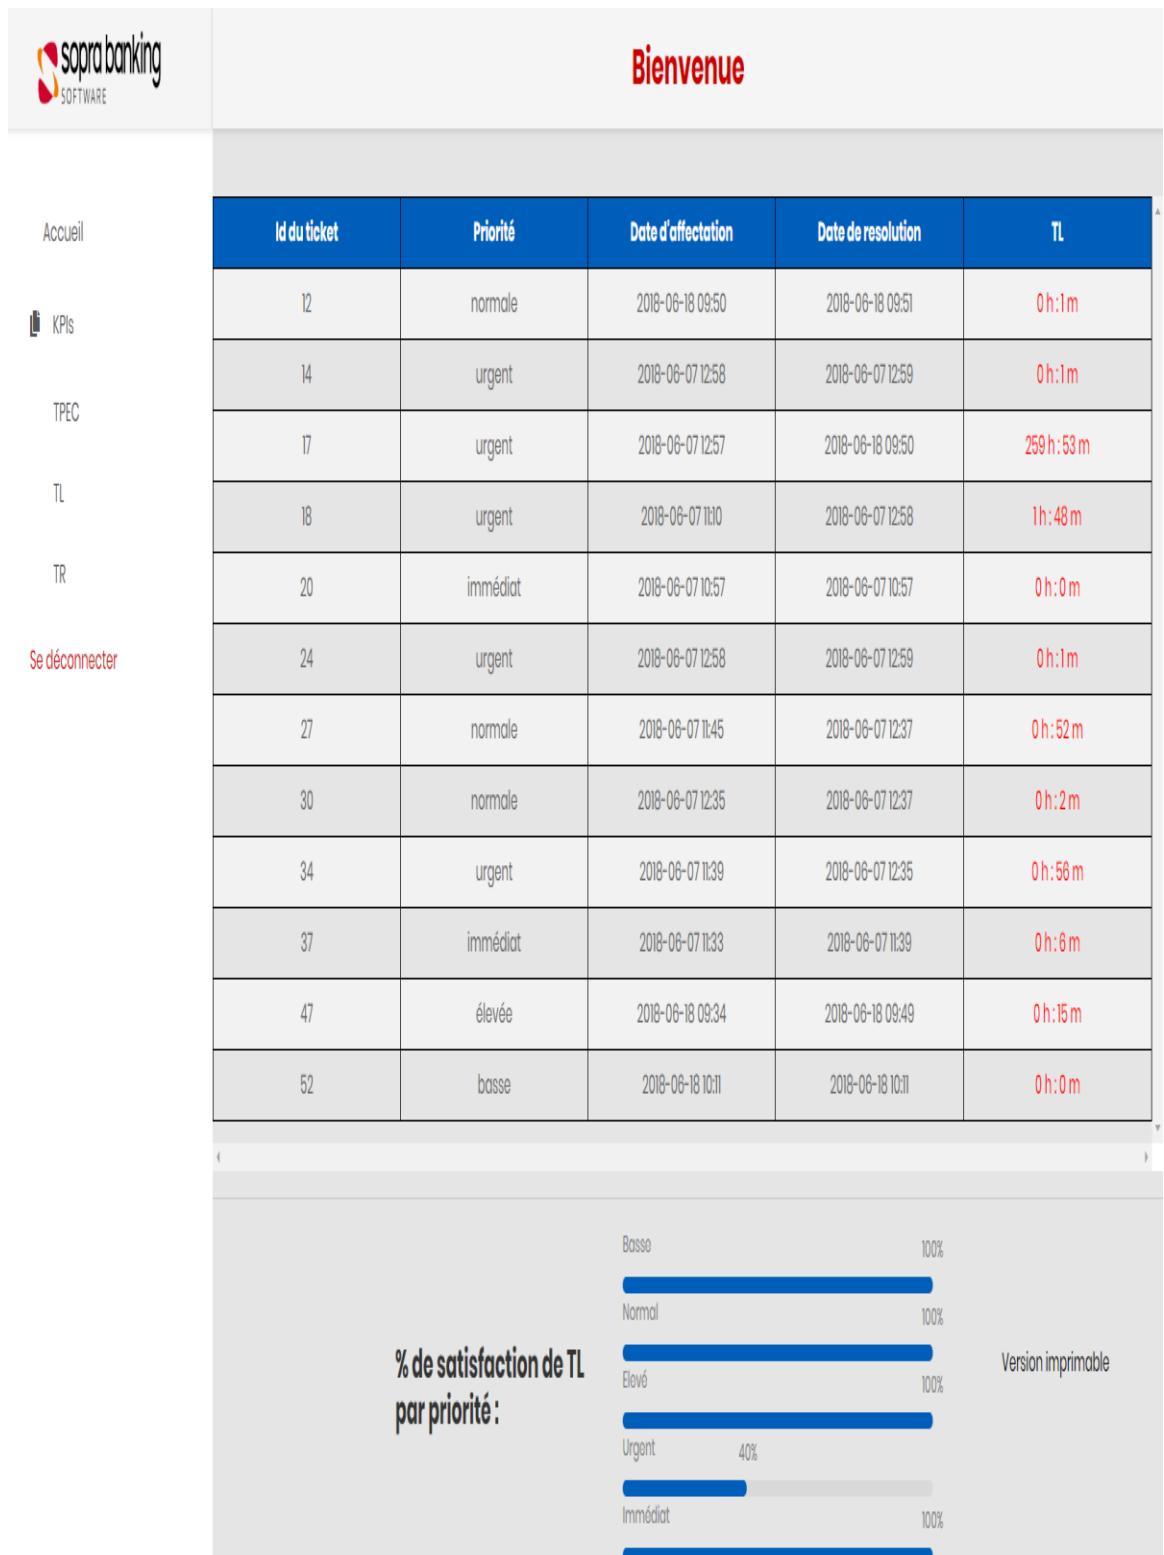 sopra banking
SOFTWARE
Bienvenue
Accueil
KPIs
TPEC
TL
TR
Se déconnecter
Id du ticket Priorité Date d'affectation Date de resolution TL
12 normale 2018-06-18 09:50 2018-06-18 09:51 0 h : 1 m
14 urgent 2018-06-07 12:58 2018-06-07 12:59 0 h : 1 m
17 urgent 2018-06-07 12:57 2018-06-18 09:50 259 h : 53 m
18 urgent 2018-06-07 11:10 2018-06-07 12:58 1 h : 48 m
20 immédiat 2018-06-07 10:57 2018-06-07 10:57 0 h : 0 m
24 urgent 2018-06-07 12:58 2018-06-07 12:59 0 h : 1 m
27 normale 2018-06-07 11:45 2018-06-07 12:37 0 h : 52 m
30 normale 2018-06-07 12:35 2018-06-07 12:37 0 h : 2 m
34 urgent 2018-06-07 11:39 2018-06-07 12:35 0 h : 56 m
37 immédiat 2018-06-07 11:33 2018-06-07 11:39 0 h : 6 m
47 élevée 2018-06-18 09:34 2018-06-18 09:49 0 h : 15 m
52 basse 2018-06-18 10:11 2018-06-18 10:11 0 h : 0 m
% de satisfaction de TL
par priorité :
Basse 100%
Normal 100%
Elevé 100%
Urgent 40%
Immédiat 100%
Version imprimable